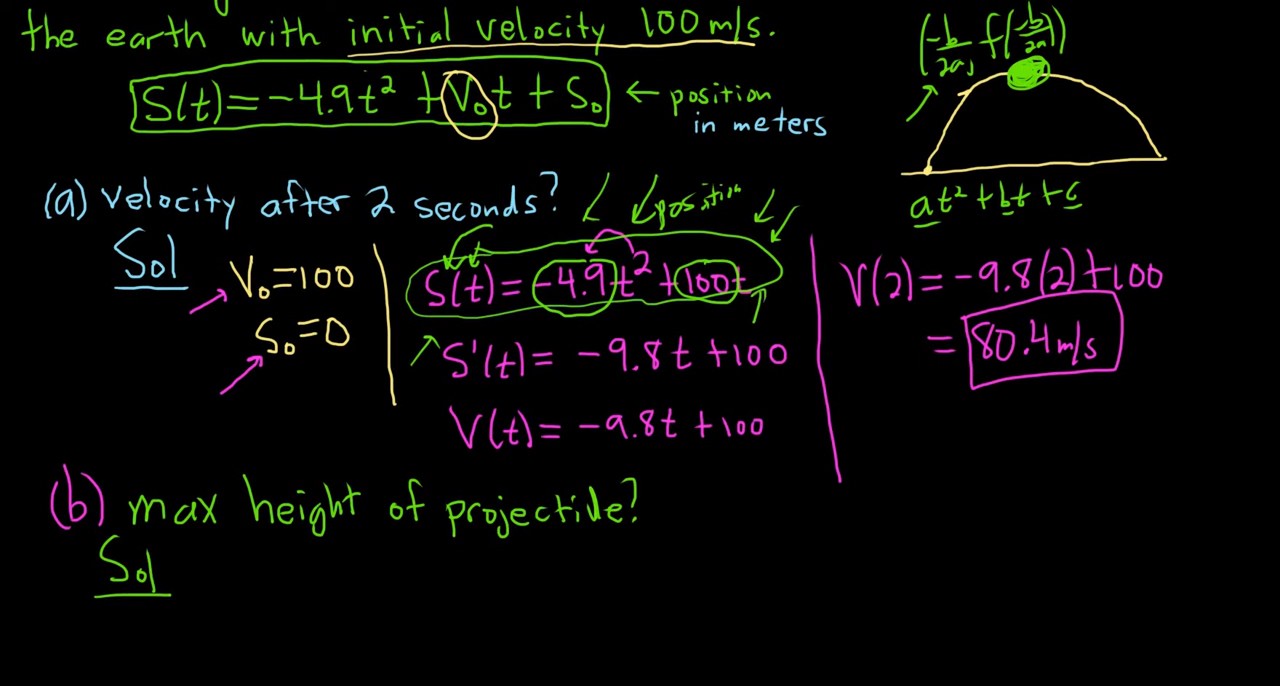 the earth with initial velocity 100 m/s.
S(t) = -4.9t² + V₀t + S₀ ← position
in meters
(-b/2a, f(-b/2a))
at² + bt + c
(a) velocity after 2 seconds?
position
Sol
V₀ = 100
S₀ = 0
S(t) = -4.9t² + 100t
S'(t) = -9.8t + 100
V(t) = -9.8t + 100
V(2) = -9.8(2) + 100
= 80.4 m/s
(b) max height of projectile?
Sol